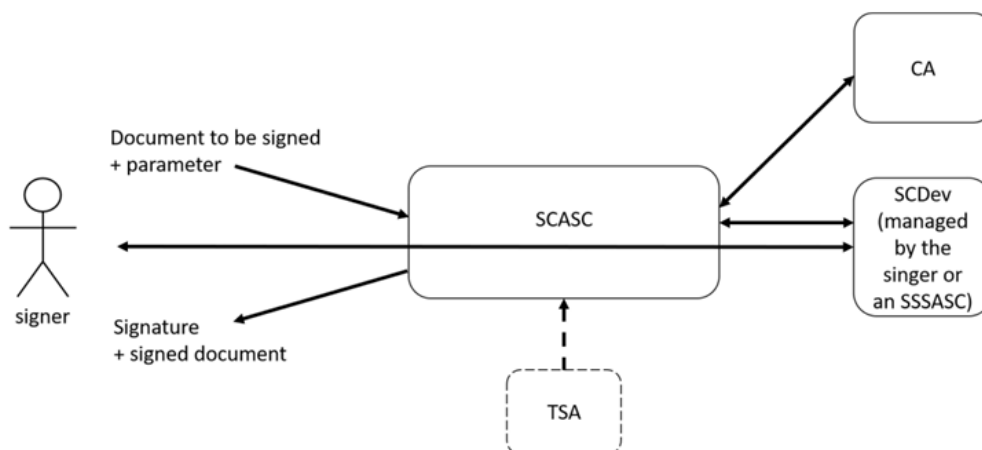 CA
Document to be signed
+ parameter
SCASC
SCDev
(managed
by the
singer or
an SSSASC)
signer
Signature
+ signed document
TSA